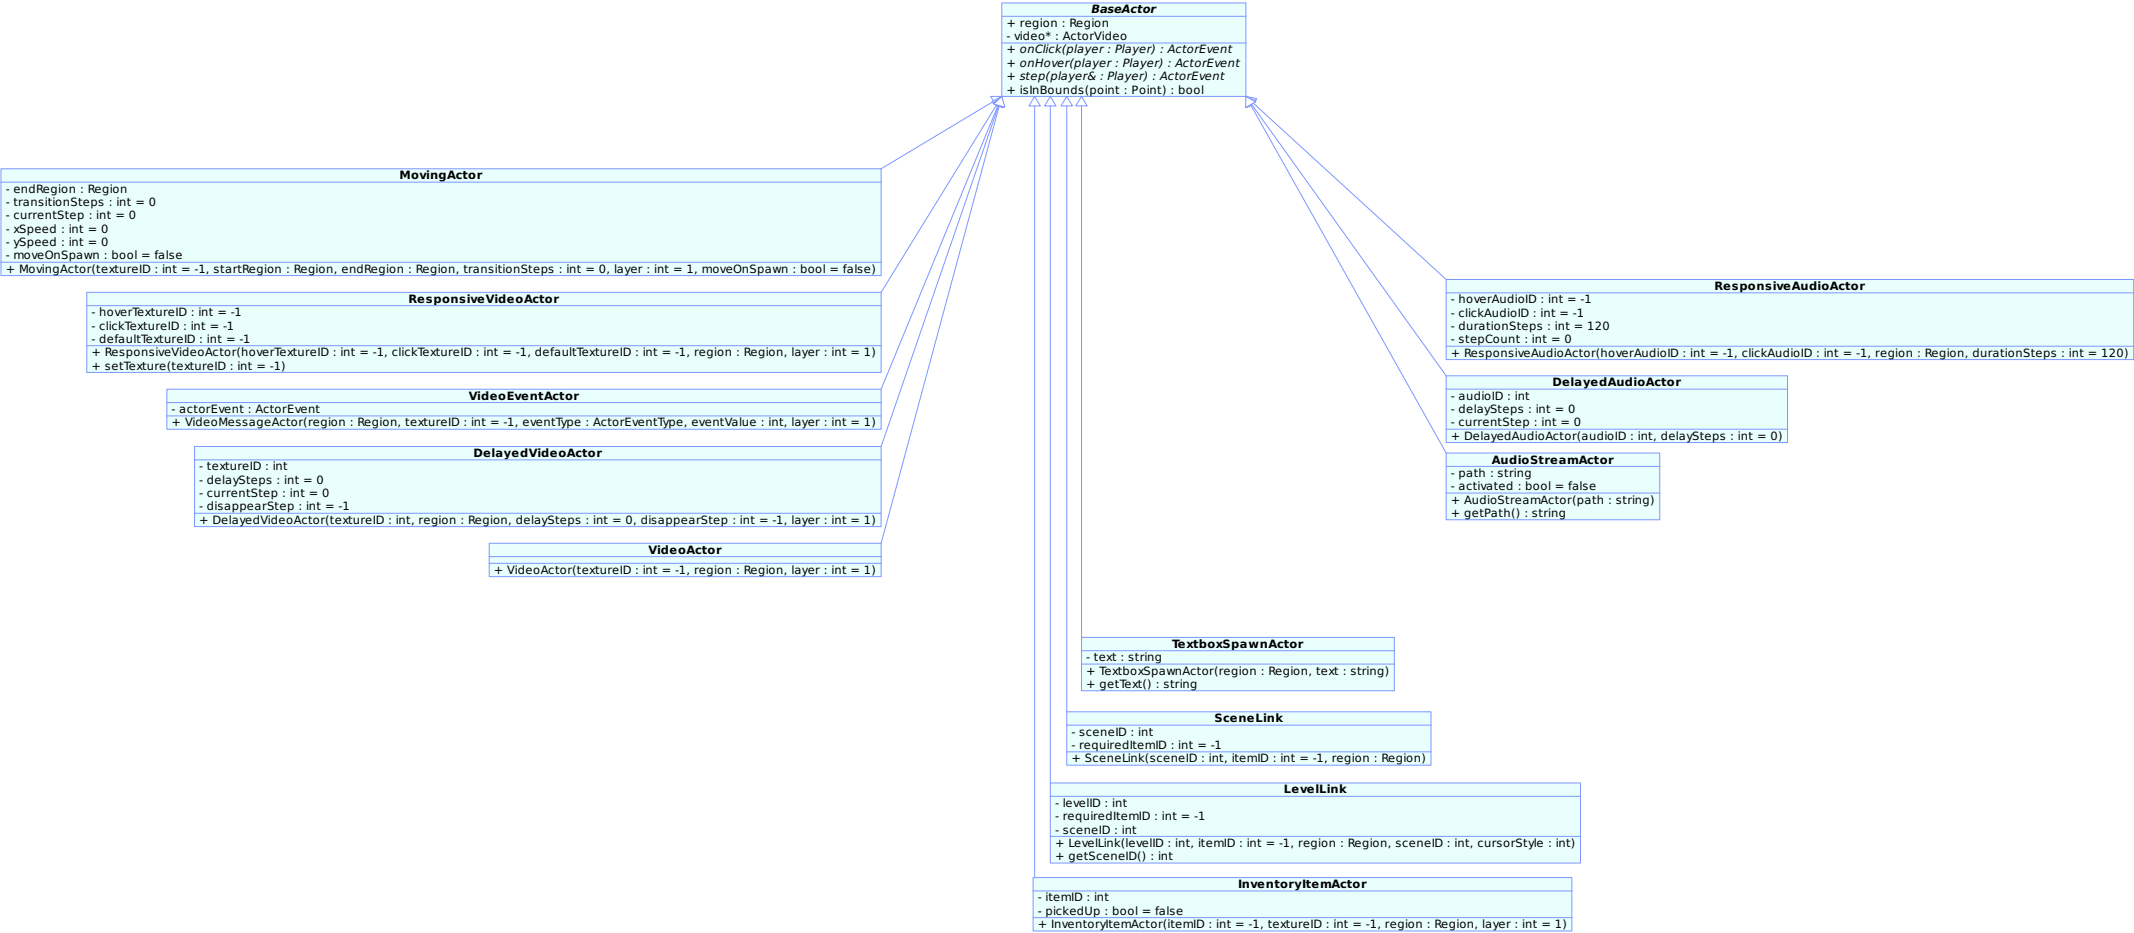 BaseActor
+ region : Region
- video* : ActorVideo
+ onClick(player : Player) : ActorEvent
+ onHover(player : Player) : ActorEvent
+ step(player& : Player) : ActorEvent
+ isInBounds(point : Point) : bool
MovingActor
- endRegion : Region
- transitionSteps : int = 0
- currentStep : int = 0
- xSpeed : int = 0
- ySpeed : int = 0
- moveOnSpawn : bool = false
+ MovingActor(textureID : int = -1, startRegion : Region, endRegion : Region, transitionSteps : int = 0, layer : int = 1, moveOnSpawn : bool = false)
ResponsiveVideoActor
- hoverTextureID : int = -1
- clickTextureID : int = -1
- defaultTextureID : int = -1
+ ResponsiveVideoActor(hoverTextureID : int = -1, clickTextureID : int = -1, defaultTextureID : int = -1, region : Region, layer : int = 1)
+ setTexture(textureID : int = -1)
VideoEventActor
- actorEvent : ActorEvent
+ VideoMessageActor(region : Region, textureID : int = -1, eventType : ActorEventType, eventValue : int, layer : int = 1)
DelayedVideoActor
- textureID : int
- delaySteps : int = 0
- currentStep : int = 0
- disappearStep : int = -1
+ DelayedVideoActor(textureID : int, region : Region, delaySteps : int = 0, disappearStep : int = -1, layer : int = 1)
VideoActor
+ VideoActor(textureID : int = -1, region : Region, layer : int = 1)
ResponsiveAudioActor
- hoverAudioID : int = -1
- clickAudioID : int = -1
- durationSteps : int = 120
- stepCount : int = 0
+ ResponsiveAudioActor(hoverAudioID : int = -1, clickAudioID : int = -1, region : Region, durationSteps : int = 120)
DelayedAudioActor
- audioID : int
- delaySteps : int = 0
- currentStep : int = 0
+ DelayedAudioActor(audioID : int, delaySteps : int = 0)
AudioStreamActor
- path : string
- activated : bool = false
+ AudioStreamActor(path : string)
+ getPath() : string
TextboxSpawnActor
- text : string
+ TextboxSpawnActor(region : Region, text : string)
+ getText() : string
SceneLink
- sceneID : int
- requiredItemID : int = -1
+ SceneLink(sceneID : int, itemID : int = -1, region : Region)
LevelLink
- levelID : int
- requiredItemID : int = -1
- sceneID : int
+ LevelLink(levelID : int, itemID : int = -1, region : Region, sceneID : int, cursorStyle : int)
+ getSceneID() : int
InventoryItemActor
- itemID : int
- pickedUp : bool = false
+ InventoryItemActor(itemID : int = -1, textureID : int = -1, region : Region, layer : int = 1)